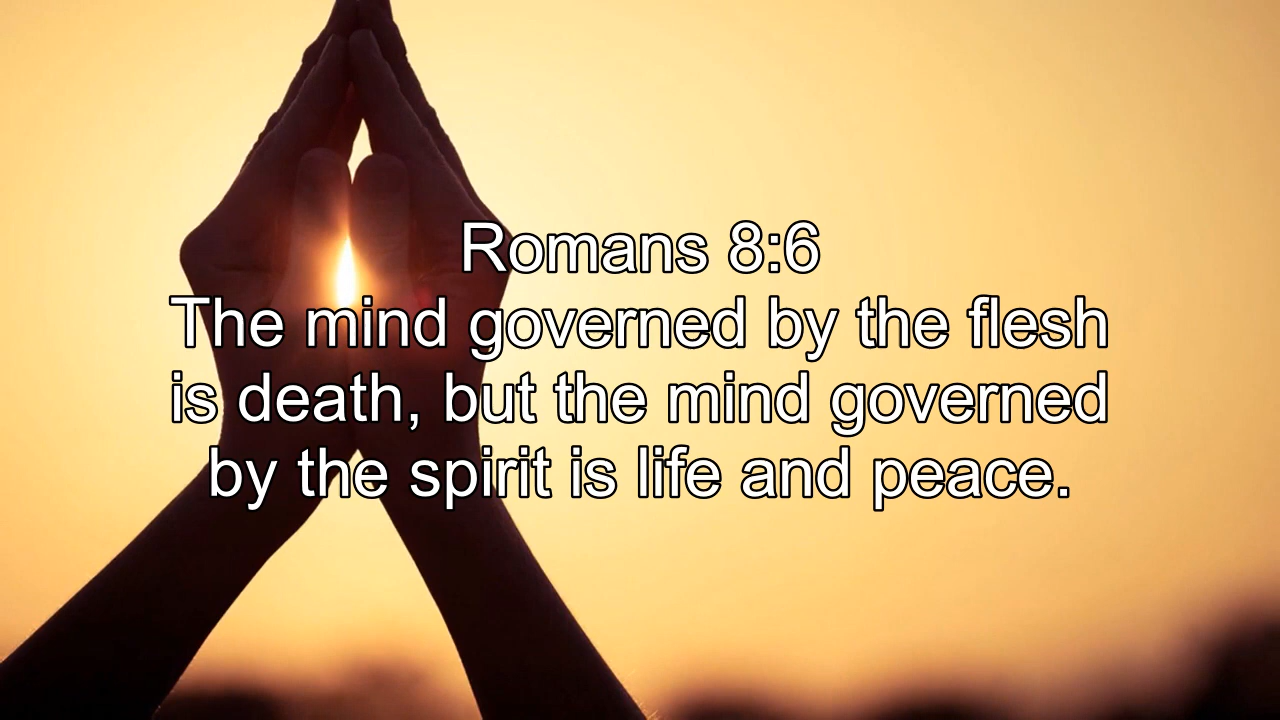 Romans 8:6
The mind governed by the flesh
is death, but the mind governed
by the spirit is life and peace.